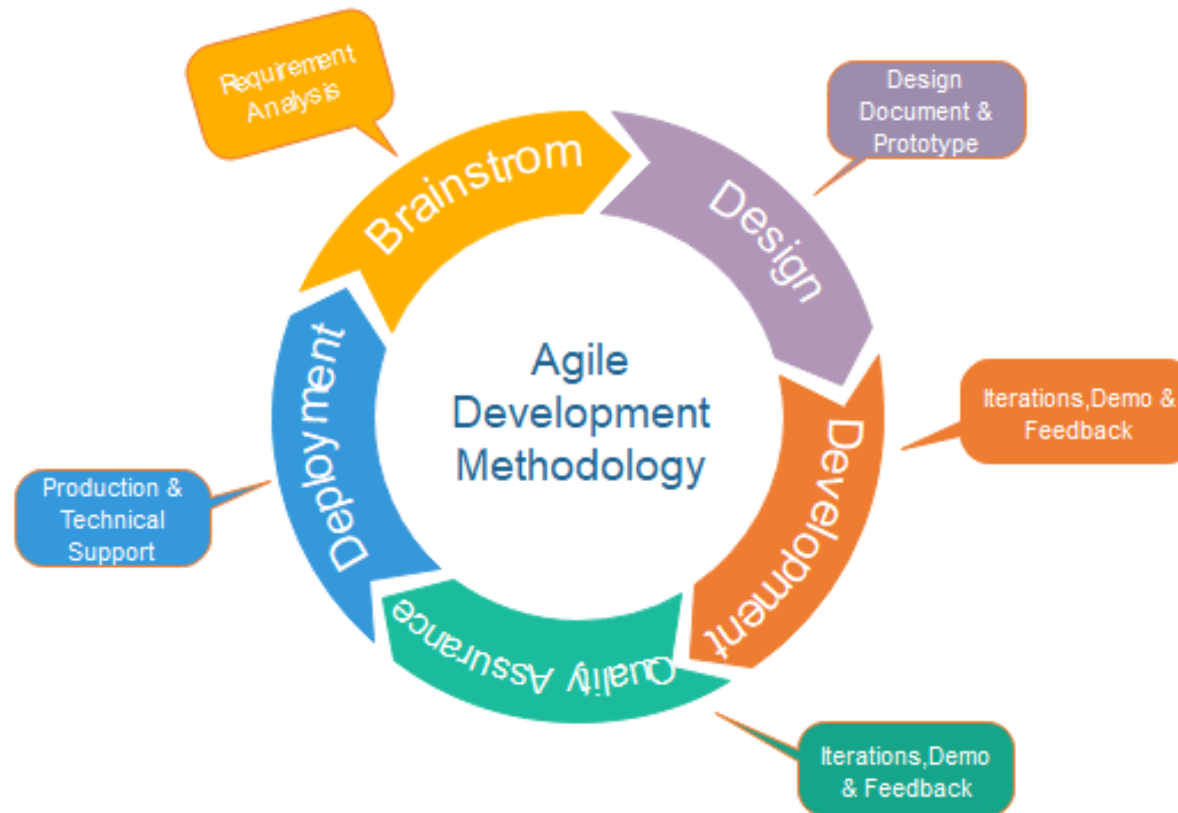 Requirement
Analysis
Brainstrom
Design
Document &
Prototype
Design
Iterations,Demo &
Feedback
Development
Agile
Development
Methodology
Production &
Technical
Support
Deployment
Quality Assurance
Iterations,Demo
& Feedback